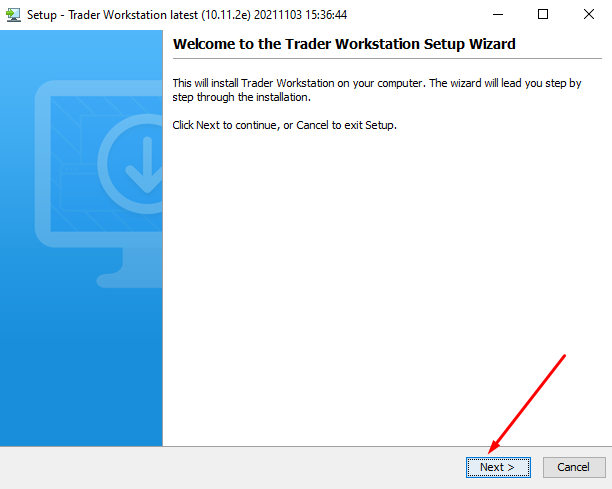 Setup - Trader Workstation latest (10.11.2e) 20211103 15:36:44
Welcome to the Trader Workstation Setup Wizard
This will install Trader Workstation on your computer. The wizard will lead you step by
step through the installation.
Click Next to continue, or Cancel to exit Setup.
Next >
Cancel